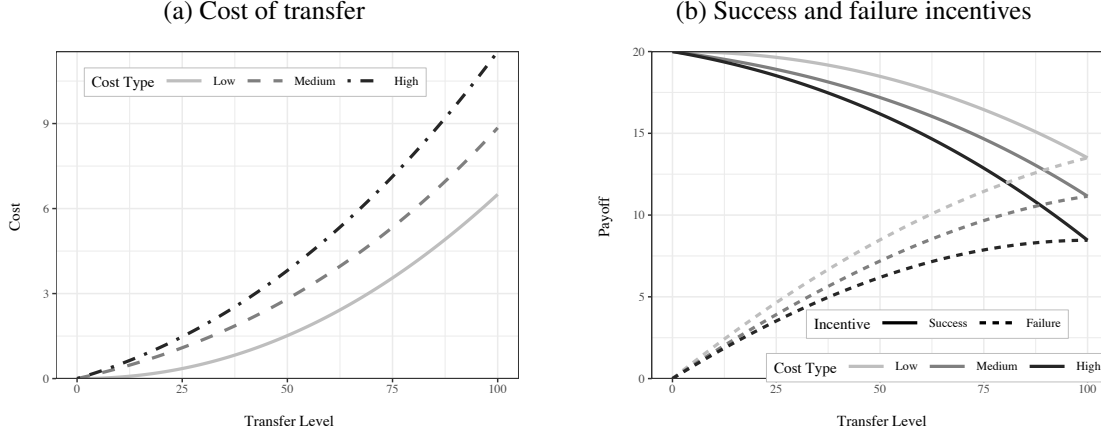 (a) Cost of transfer
Cost Type Low Medium High
9
6
3
0
Cost
0 25 50 75 100
Transfer Level
(b) Success and failure incentives
20
15
10
5
0
Payoff
Incentive Success Failure
Cost Type Low Medium High
0 25 50 75 100
Transfer Level